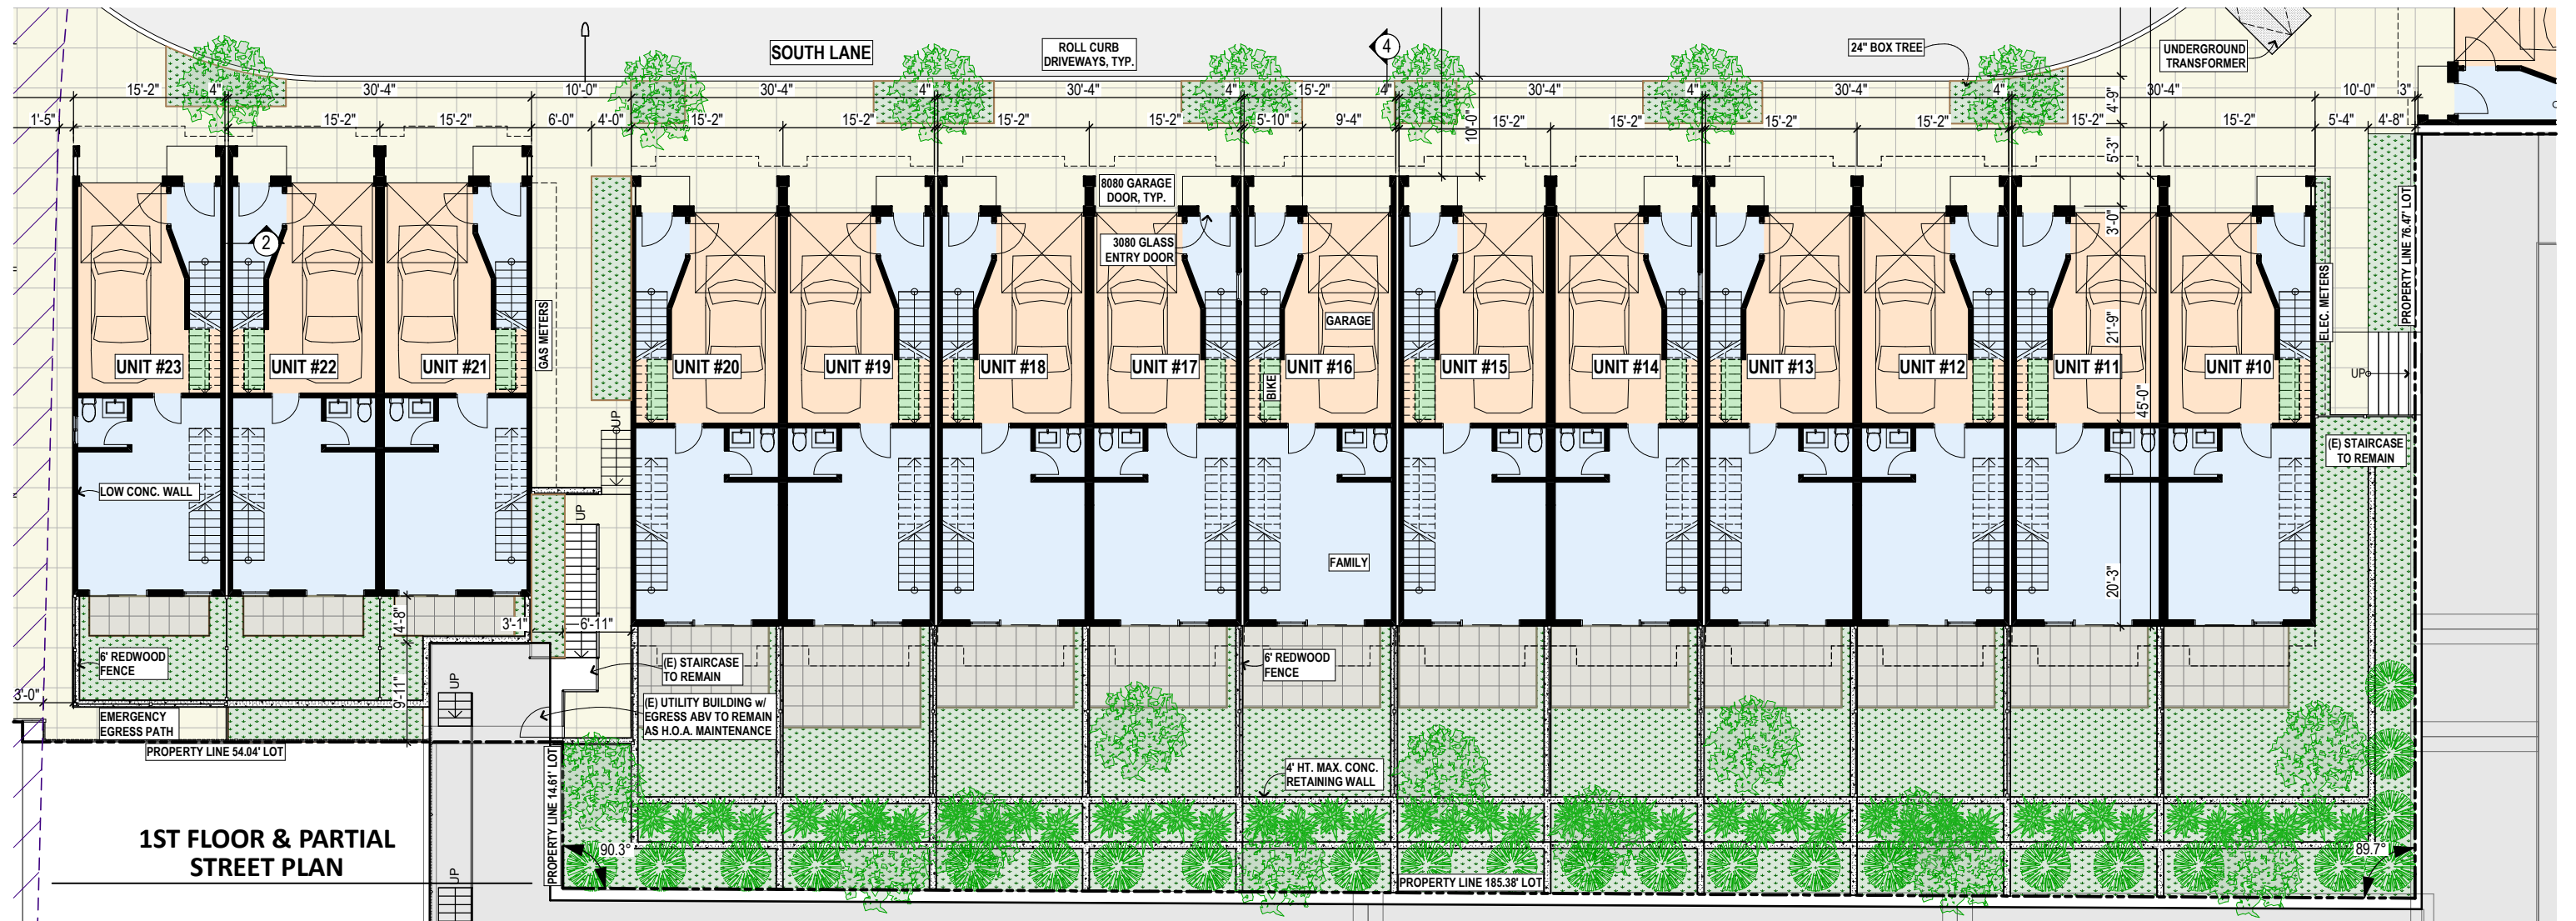 SOUTH LANE
ROLL CURB
DRIVEWAYS, TYP.
4
24" BOX TREE
UNDERGROUND
TRANSFORMER
15'-2" 4" 30'-4" 10'-0" 30'-4" 4" 30'-4" 4" 15'-2" 4" 30'-4" 4" 30'-4" 4" 30'-4" 10'-0" 3"
1'-5" 15'-2" 15'-2" 6'-0" 4'-0" 15'-2" 15'-2" 15'-2" 15'-2" 5'-10" 9'-4" 15'-2" 15'-2" 15'-2" 15'-2" 15'-2" 15'-2" 5'-4" 4'-8"
10'-0"
4'-9"
5'-3"
3'-0"
21'-9"
45'-0"
20'-3"
8080 GARAGE
DOOR, TYP.
3080 GLASS
ENTRY DOOR
2
GAS METERS
GARAGE
BIKE
ELEC. METERS
PROPERTY LINE 76.47' LOT
UNIT #23
UNIT #22
UNIT #21
UNIT #20
UNIT #19
UNIT #18
UNIT #17
UNIT #16
UNIT #15
UNIT #14
UNIT #13
UNIT #12
UNIT #11
UNIT #10
UP
UP
UP
(E) STAIRCASE
TO REMAIN
LOW CONC. WALL
FAMILY
4'-8"
3'-1"
6'-11"
6' REDWOOD
FENCE
(E) STAIRCASE
TO REMAIN
6' REDWOOD
FENCE
3'-0"
UP
9'-11"
(E) UTILITY BUILDING w/
EGRESS ABV TO REMAIN
AS H.O.A. MAINTENANCE
EMERGENCY
EGRESS PATH
PROPERTY LINE 54.04' LOT
PROPERTY LINE 14.61' LOT
4' HT. MAX. CONC.
RETAINING WALL
1ST FLOOR & PARTIAL
STREET PLAN
90.3°
UP
PROPERTY LINE 185.38' LOT
89.7°